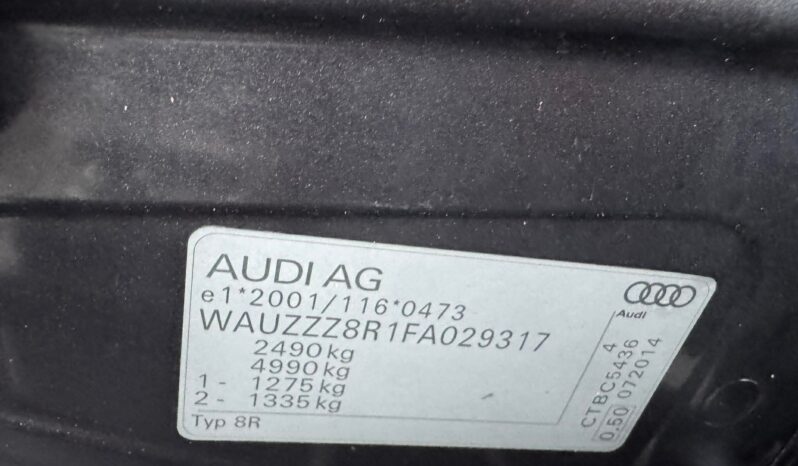 AUDI AG
e1*2001/116*0473
WAUZZZ8R1FA029317
2490 kg
4990 kg
1 - 1275 kg
2 - 1335 kg
Typ 8R
Audi
4
CTBC5436
0.50 072014